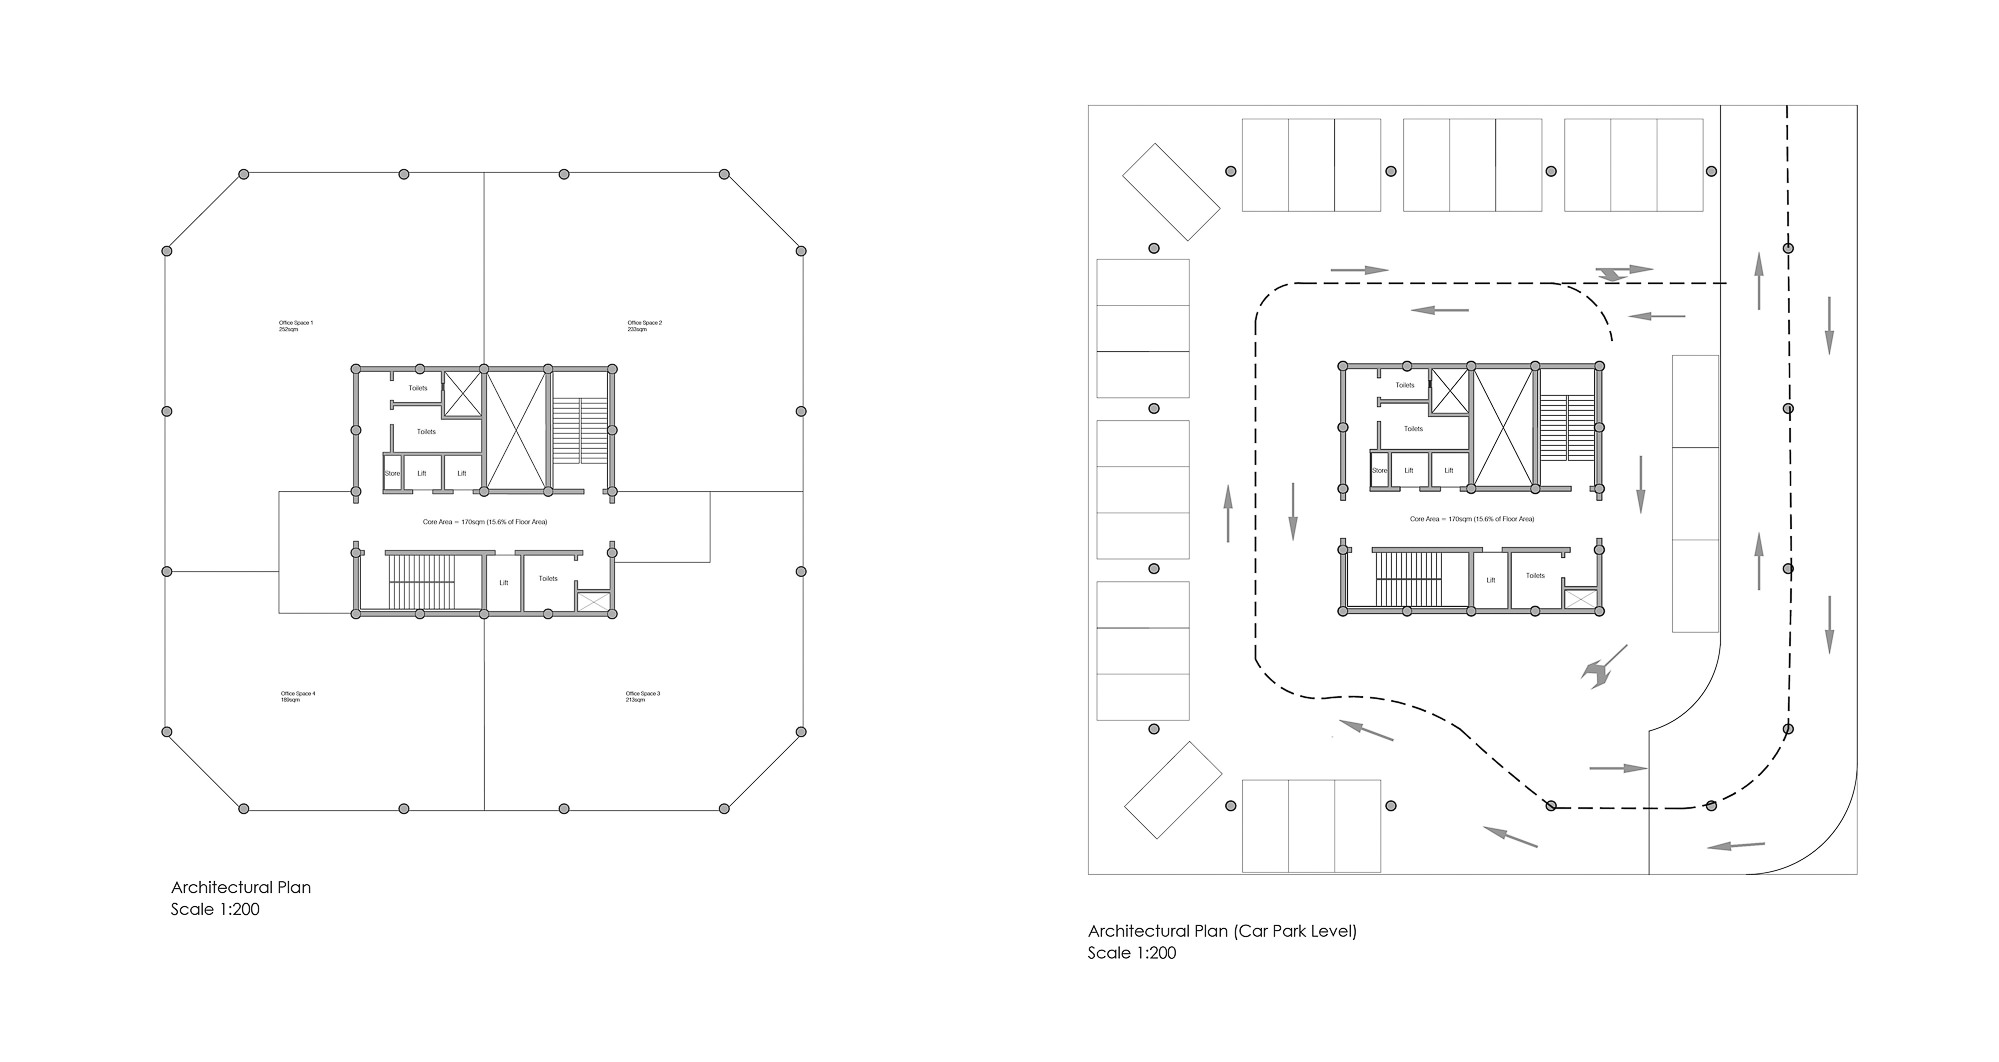 Office Space 1
252sqm
Office Space 2
233sqm
Toilets
Toilets
Store
Lift
Lift
Core Area = 170sqm (15.6% of Floor Area)
Lift
Toilets
Office Space 4
189sqm
Office Space 3
213sqm
Architectural Plan
Scale 1:200
Toilets
Toilets
Store
Lift
Lift
Core Area = 170sqm (15.6% of Floor Area)
Lift
Toilets
Architectural Plan (Car Park Level)
Scale 1:200